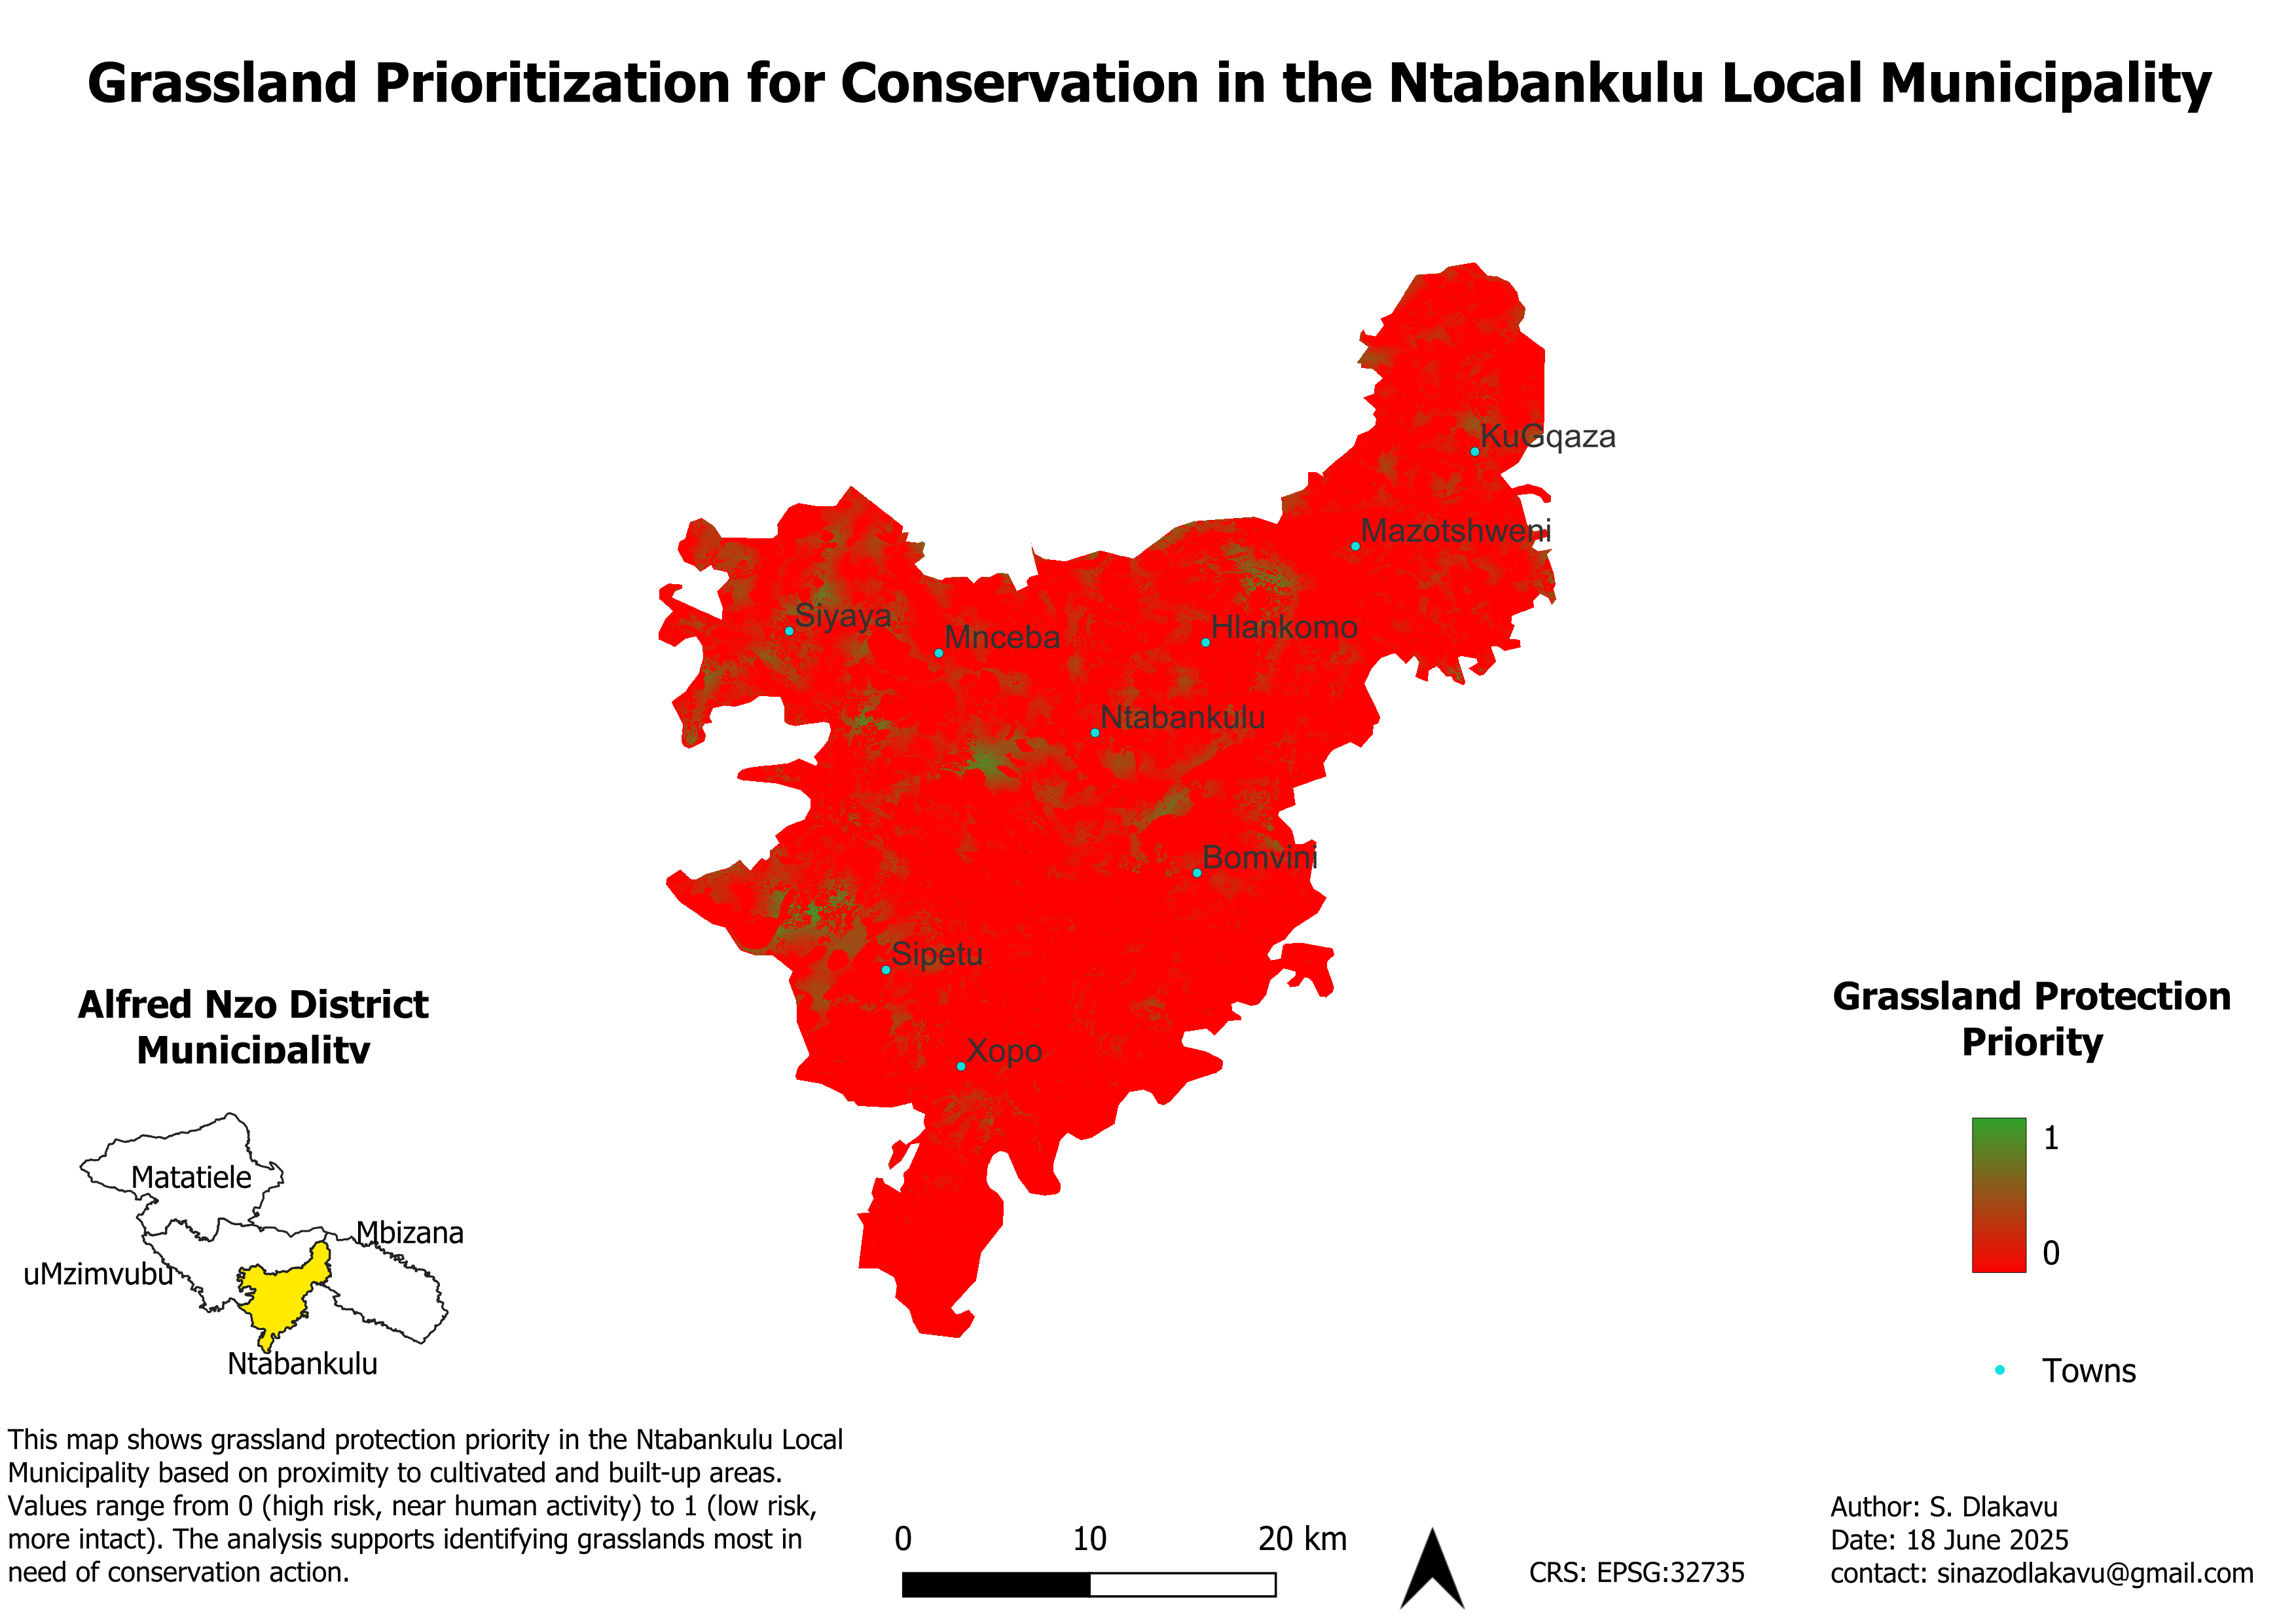 Grassland Prioritization for Conservation in the Ntabankulu Local Municipality
KuGqaza
Mazotshweni
Siyaya
Mnceba
Hlankomo
Ntabankulu
Bomvini
Sipetu
Xopo
Alfred Nzo District
Municipality
Matatiele
Mbizana
uMzimvubu
Ntabankulu
Grassland Protection
Priority
1
0
Towns
This map shows grassland protection priority in the Ntabankulu Local
Municipality based on proximity to cultivated and built-up areas.
Values range from 0 (high risk, near human activity) to 1 (low risk,
more intact). The analysis supports identifying grasslands most in
need of conservation action.
0 10 20 km
CRS: EPSG:32735
Author: S. Dlakavu
Date: 18 June 2025
contact: sinazodlakavu@gmail.com